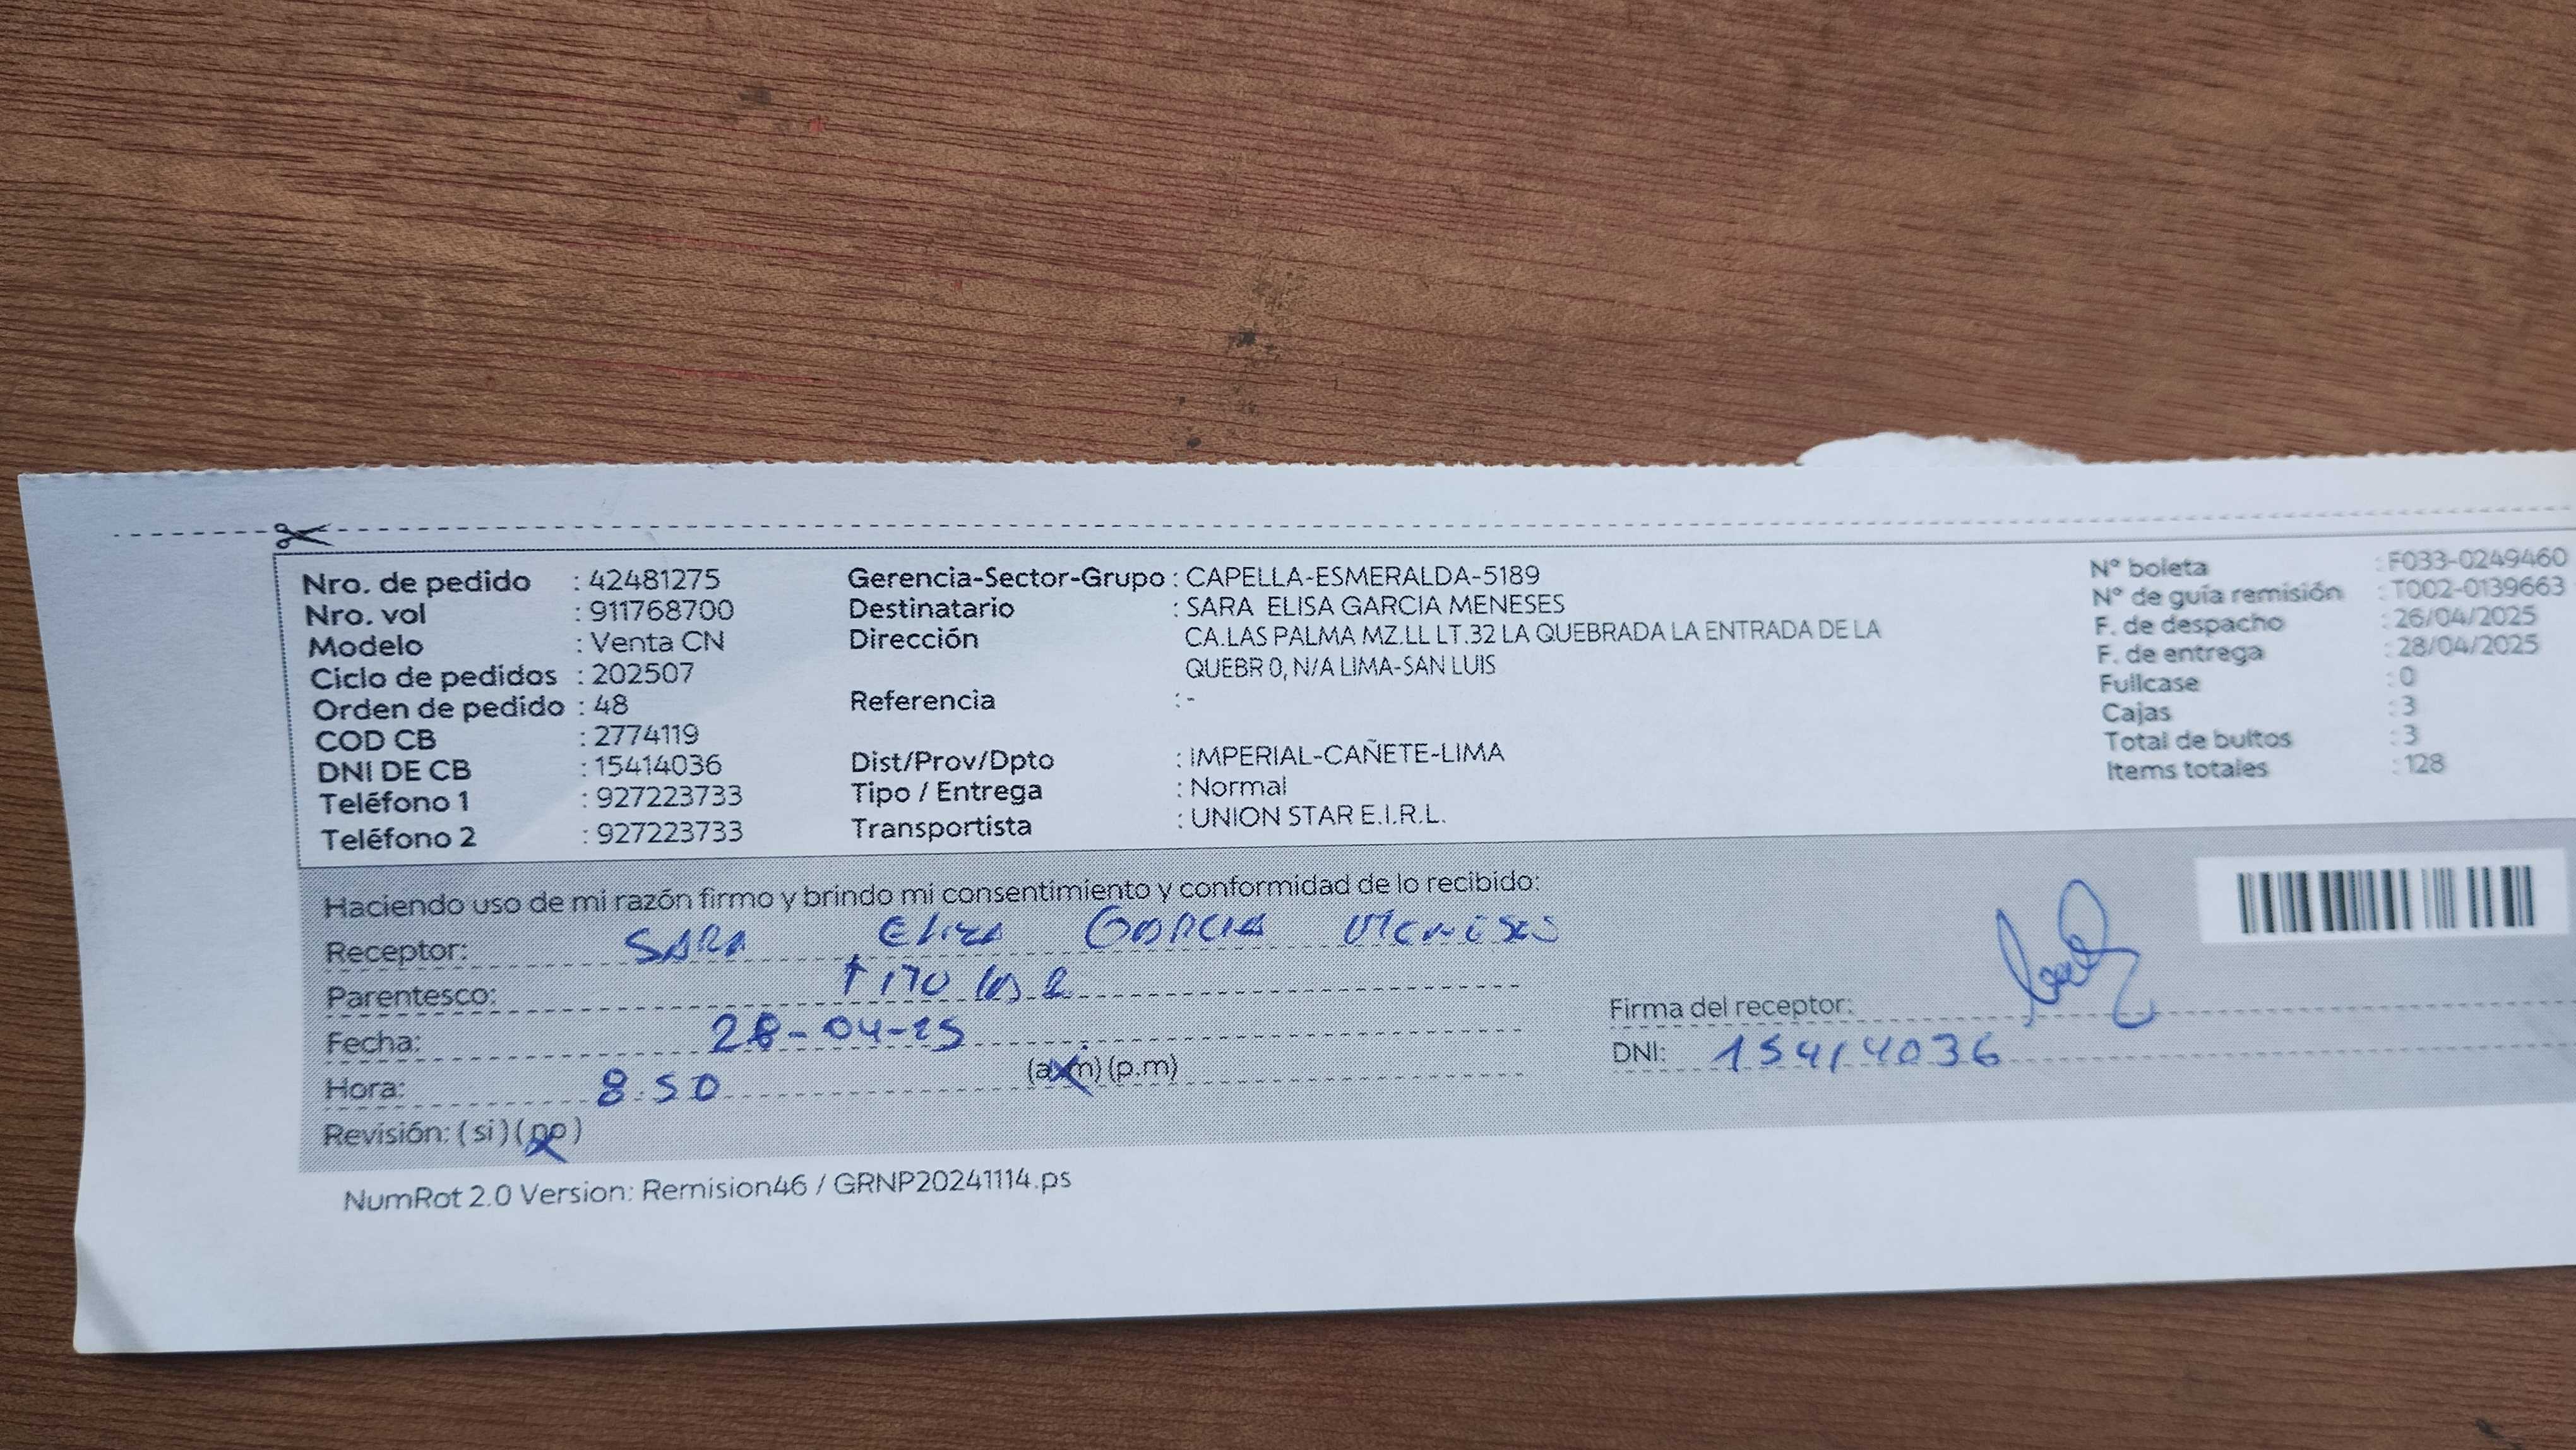 Nro. de pedido : 42481275
Nro. vol : 911768700
Modelo : Venta CN
Ciclo de pedidos : 202507
Orden de pedido : 48
COD CB : 2774119
DNI DE CB : 15414036
Teléfono 1 : 927223733
Teléfono 2 : 927223733
Gerencia-Sector-Grupo : CAPELLA-ESMERALDA-5189
Destinatario : SARA ELISA GARCIA MENESES
Dirección CA.LAS PALMA MZ.LL LT.32 LA QUEBRADA LA ENTRADA DE LA
QUEBR 0, N/A LIMA-SAN LUIS
Referencia : -
Dist/Prov/Dpto : IMPERIAL-CAÑETE-LIMA
Tipo / Entrega : Normal
Transportista : UNION STAR E.I.R.L.
N° boleta : F033-0249460
N° de guía remisión : T002-0139663
F. de despacho : 26/04/2025
F. de entrega : 28/04/2025
Fullcase : 0
Cajas : 3
Total de bultos : 3
Items totales : 128
Haciendo uso de mi razón firmo y brindo mi consentimiento y conformidad de lo recibido:
Receptor: SARA Garcia
Parentesco:
Fecha: 28-04-25
Hora: 8:50 (a.m) (p.m)
Revisión: (si) (no)
Firma del receptor:
DNI: 15414036
NumRot 2.0 Version: Remision46 / GRNP20241114.ps